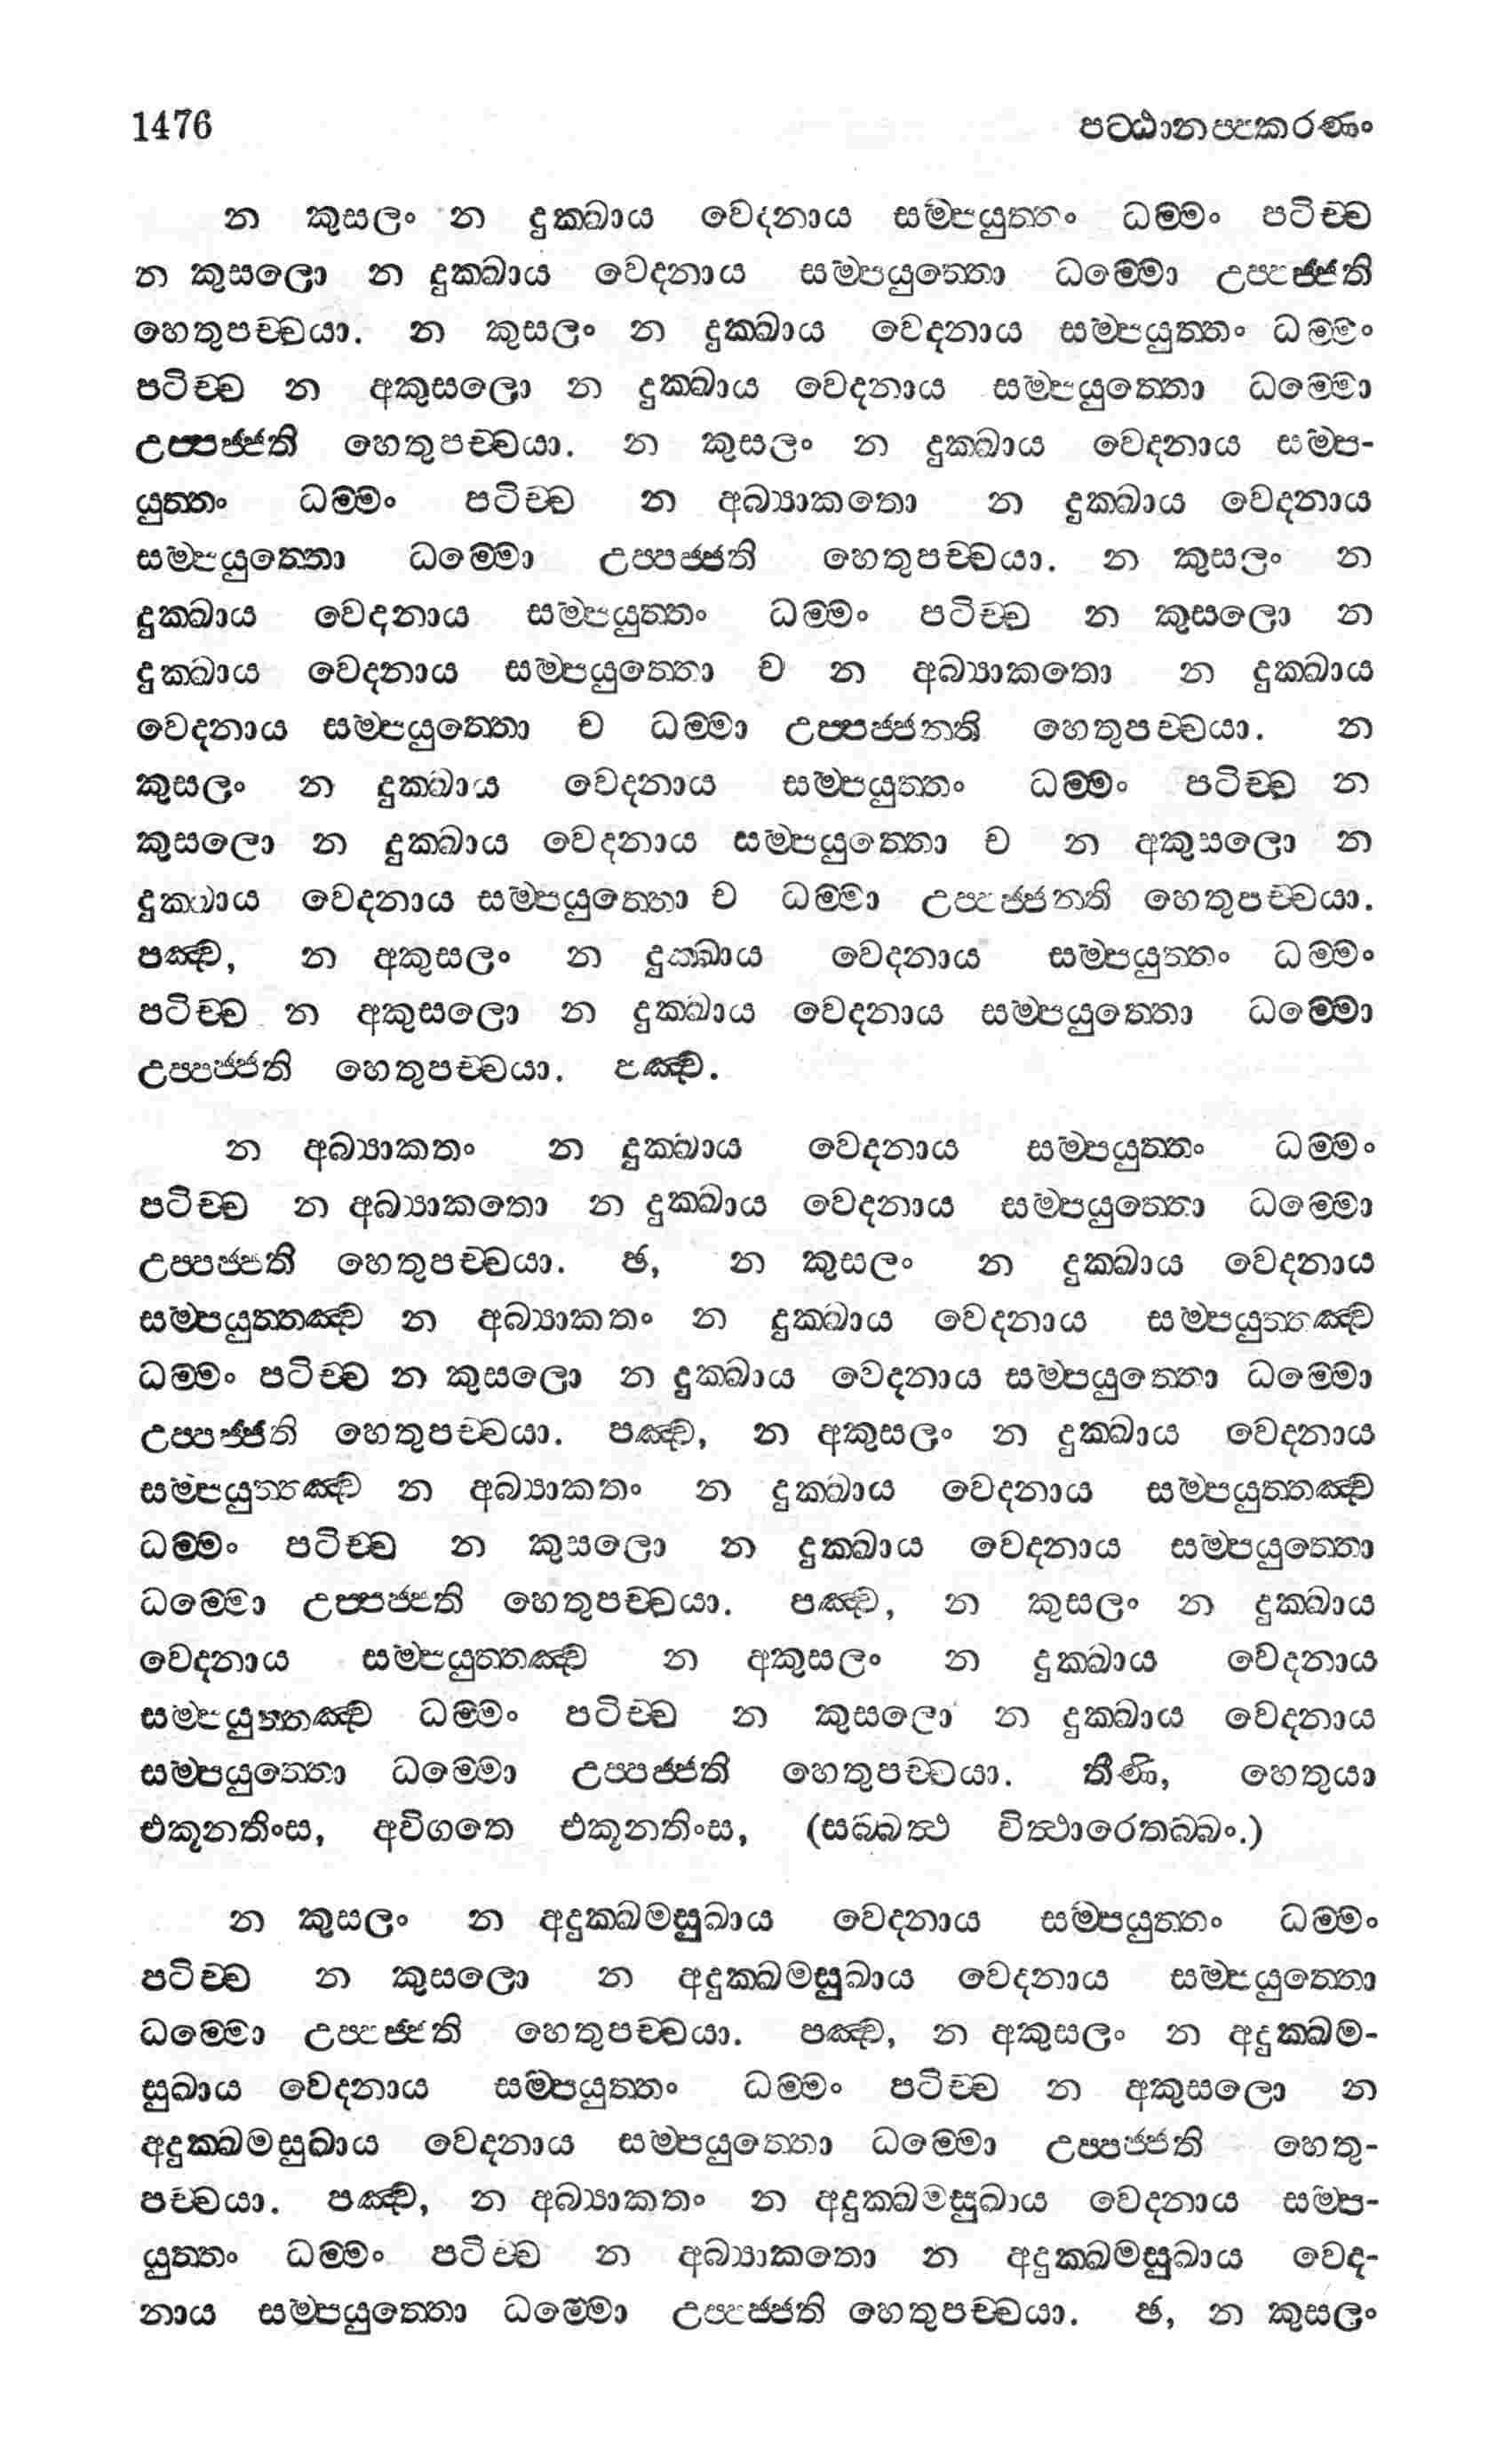 1476 පට‍්ඨානප‍්පකරණං
න කුසලං න දුක‍්ඛාය වෙදනාය සම‍්පයුත‍්තං ධම‍්මං පටිච‍්ච
න කුසලො න දුක‍්ඛාය වෙදනාය සම‍්පයුත‍්තො ධම‍්මො උප‍්පජ‍්ජති
හෙතුපච‍්චයා. න කුසලං න දුක‍්ඛාය වෙදනාය සම‍්පයුත‍්තං ධම‍්මං
පටිච‍්ච න අකුසලො න දුක‍්ඛාය වෙදනාය සම‍්පයුත‍්තො ධම‍්මො
උප‍්පජ‍්ජති හෙතුපච‍්චයා. න කුසලං න දුක‍්ඛාය වෙදනාය සම‍්ප-
යුත‍්තං ධම‍්මං පටිච‍්ච න අබ්‍යාකතො න දුක‍්ඛාය වෙදනාය
සම‍්පයුත‍්තො ධම‍්මො උප‍්පජ‍්ජති හෙතුපච‍්චයා. න කුසලං න
දුක‍්ඛාය වෙදනාය සම‍්පයුත‍්තං ධම‍්මං පටිච‍්ච න කුසලො න
දුක‍්ඛාය වෙදනාය සම‍්පයුත‍්තො ච න අබ්‍යාකතො න දුක‍්ඛාය
වෙදනාය සම‍්පයුත‍්තො ච ධම‍්මා උප‍්පජ‍්ජන‍්ති හෙතුපච‍්චයා. න
කුසලං න දුක‍්ඛාය වෙදනාය සම‍්පයුත‍්තං ධම‍්මං පටිච‍්ච න
කුසලො න දුක‍්ඛාය වෙදනාය සම‍්පයුත‍්තො ච න අකුසලො න
දුක‍්ඛාය වෙදනාය සම‍්පයුත‍්තො ච ධම‍්මා උප‍්පජ‍්ජන‍්ති හෙතුපච‍්චයා.
පඤ‍්ච, න අකුසලං න දුක‍්ඛාය වෙදනාය සම‍්පයුත‍්තං ධම‍්මං
පටිච‍්ච න අකුසලො න දුක‍්ඛාය වෙදනාය සම‍්පයුත‍්තො ධම‍්මො
උප‍්පජ‍්ජති හෙතුපච‍්චයා. පඤ‍්ච.
න අබ්‍යාකතං න දුක‍්ඛාය වෙදනාය සම‍්පයුත‍්තං ධම‍්මං
පටිච‍්ච න අබ්‍යාකතො න දුක‍්ඛාය වෙදනාය සම‍්පයුත‍්තො ධම‍්මො
උප‍්පජ‍්ජති හෙතුපච‍්චයා. ඡ, න කුසලං න දුක‍්ඛාය වෙදනාය
සම‍්පයුත‍්තඤ‍්ච න අබ්‍යාකතං න දුක‍්ඛාය වෙදනාය සම‍්පයුත‍්තඤ‍්ච
ධම‍්මං පටිච‍්ච න කුසලො න දුක‍්ඛාය වෙදනාය සම‍්පයුත‍්තො ධම‍්මො
උප‍්පජ‍්ජති හෙතුපච‍්චයා. පඤ‍්ච, න අකුසලං න දුක‍්ඛාය වෙදනාය
සම‍්පයුත‍්තඤ‍්ච න අබ්‍යාකතං න දුක‍්ඛාය වෙදනාය සම‍්පයුත‍්තඤ‍්ච
ධම‍්මං පටිච‍්ච න කුසලො න දුක‍්ඛාය වෙදනාය සම‍්පයුත‍්තො
ධම‍්මො උප‍්පජ‍්ජති හෙතුපච‍්චයා. පඤ‍්ච, න කුසලං න දුක‍්ඛාය
වෙදනාය සම‍්පයුත‍්තඤ‍්ච න අකුසලං න දුක‍්ඛාය වෙදනාය
සම‍්පයුත‍්තඤ‍්ච ධම‍්මං පටිච‍්ච න කුසලො න දුක‍්ඛාය වෙදනාය
සම‍්පයුත‍්තො ධම‍්මො උප‍්පජ‍්ජති හෙතුපච‍්චයා. තීණි, හෙතුයා
එකූනතිංස, අවිගතෙ එකූනතිංස, (සබ‍්බත්‍ථ විත්‍ථාරෙතබ‍්බං.)
න කුසලං න අදුක‍්ඛමසුඛාය වෙදනාය සම‍්පයුත‍්තං ධම‍්මං
පටිච‍්ච න කුසලො න අදුක‍්ඛමසුඛාය වෙදනාය සම‍්පයුත‍්තො
ධම‍්මො උප‍්පජ‍්ජති හෙතුපච‍්චයා. පඤ‍්ච, න අකුසලං න අදුක‍්ඛම-
සුඛාය වෙදනාය සම‍්පයුත‍්තං ධම‍්මං පටිච‍්ච න අකුසලො න
අදුක‍්ඛමසුඛාය වෙදනාය සම‍්පයුත‍්තො ධම‍්මො උප‍්පජ‍්ජති හෙතු-
පච‍්චයා. පඤ‍්ච, න අබ්‍යාකතං න අදුක‍්ඛමසුඛාය වෙදනාය සම‍්ප-
යුත‍්තං ධම‍්මං පටිච‍්ච න අබ්‍යාකතො න අදුක‍්ඛමසුඛාය වෙද-
නාය සම‍්පයුත‍්තො ධම‍්මො උප‍්පජ‍්ජති හෙතුපච‍්චයා. ඡ, න කුසලං